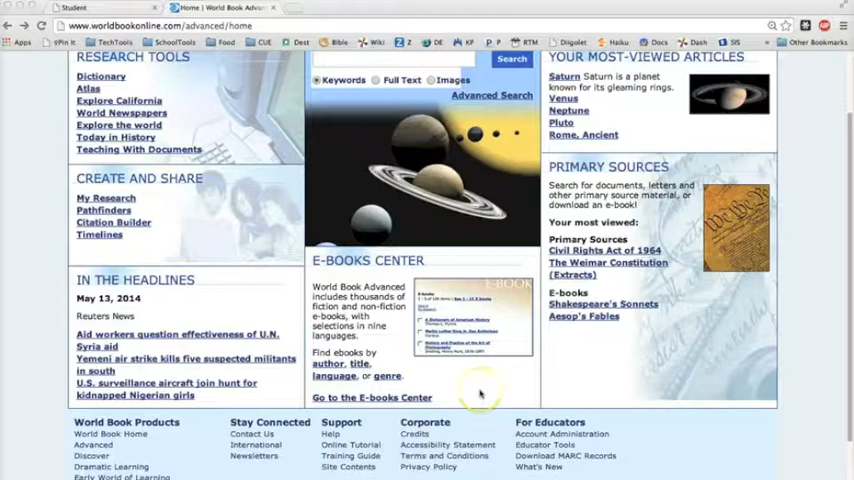 Student
Home | World Book Advanced
www.worldbookonline.com/advanced/home
Apps
Pin It
TechTools
SchoolTools
Food
CUE
Dest
Bible
Wiki
Z
DE
KP
P
RTM
Diigolet
Haiku
Docs
Dash
SIS
»
Other Bookmarks
RESEARCH TOOLS
Dictionary
Atlas
Explore California
World Newspapers
Explore the world
Today in History
Teaching With Documents
CREATE AND SHARE
My Research
Pathfinders
Citation Builder
Timelines
IN THE HEADLINES
May 13, 2014
Reuters News
Aid workers question effectiveness of U.N.
Syria aid
Yemeni air strike kills five suspected militants
in south
U.S. surveillance aircraft join hunt for
kidnapped Nigerian girls
Search
Keywords Full Text Images
Advanced Search
E-BOOKS CENTER
World Book Advanced
includes thousands of
fiction and non-fiction
e-books, with
selections in nine
languages.
Find ebooks by
author, title,
language, or genre.
Go to the E-books Center
E-BOOK
YOUR MOST-VIEWED ARTICLES
Saturn Saturn is a planet
known for its gleaming rings.
Venus
Neptune
Pluto
Rome, Ancient
PRIMARY SOURCES
Search for documents, letters and
other primary source material, or
download an e-book!
Your most viewed:
Primary Sources
Civil Rights Act of 1964
The Weimar Constitution
(Extracts)
E-books
Shakespeare's Sonnets
Aesop's Fables
We the
World Book Products
World Book Home
Advanced
Discover
Dramatic Learning
Early World of Learning
Stay Connected
Contact Us
International
Newsletters
Support
Help
Online Tutorial
Training Guide
Site Contents
Corporate
Credits
Accessibility Statement
Terms and Conditions
Privacy Policy
For Educators
Account Administration
Educator Tools
Download MARC Records
What's New